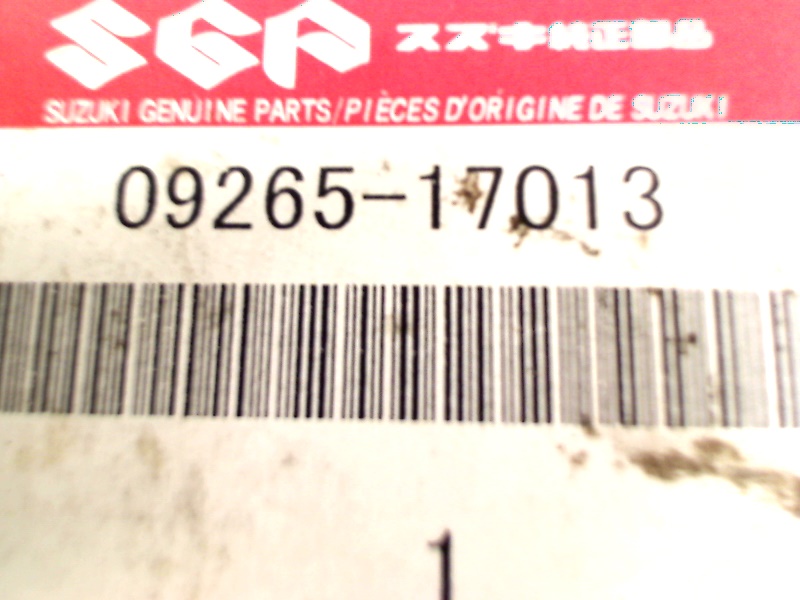 SGP スズキ純正部品
SUZUKI GENUINE PARTS/PIÈCES D'ORIGINE DE SUZUKI
09265-17013
1